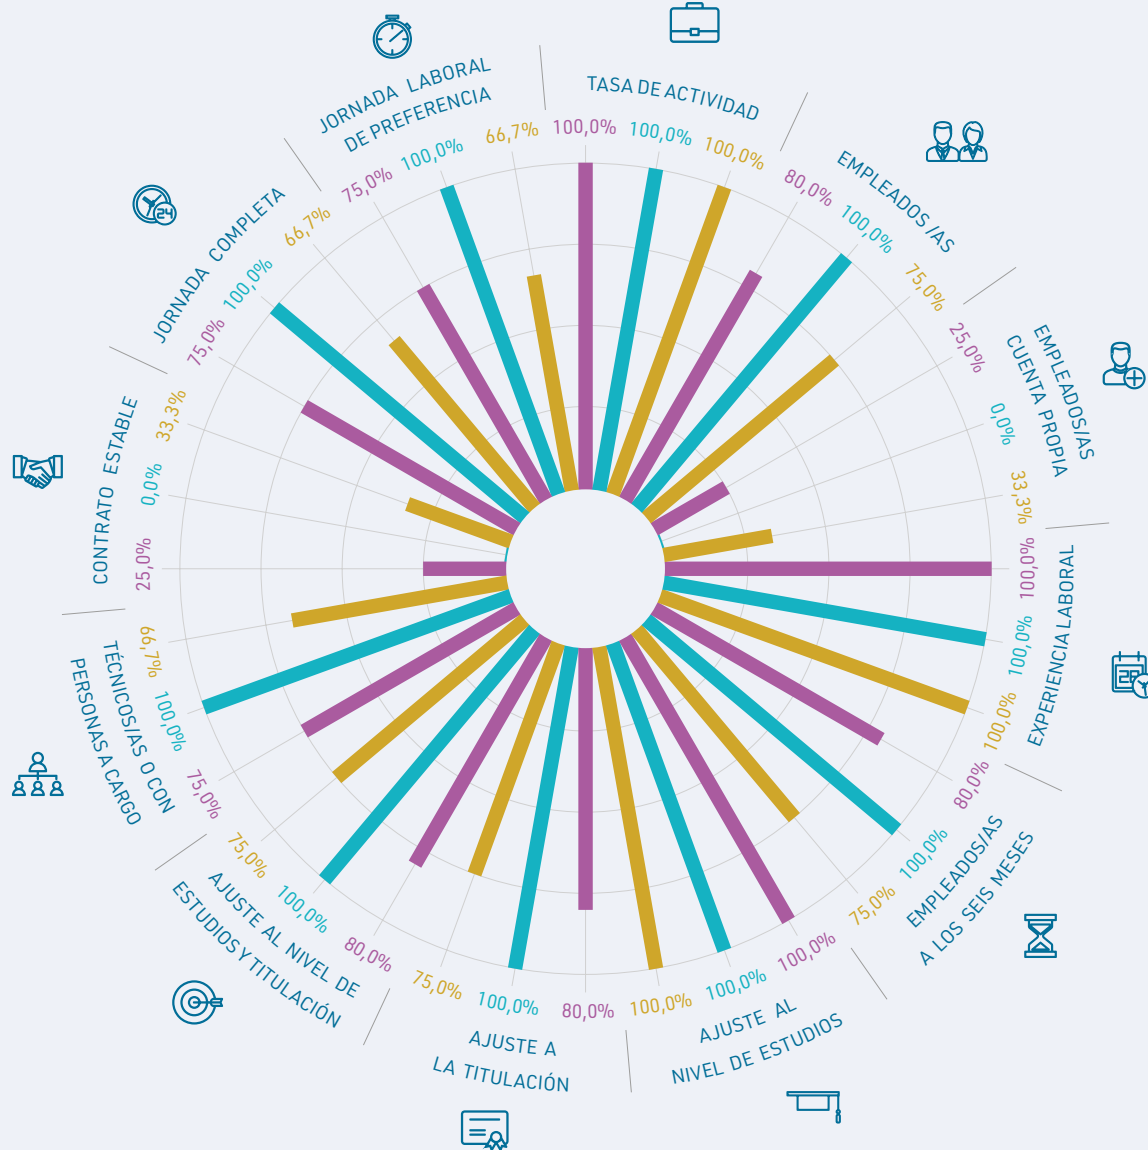 TASA DE ACTIVIDAD
100,0%
100,0%
100,0%
EMPLEADOS /AS
80,0%
100,0%
75,0%
EMPLEADOS/AS
CUENTA PROPIA
25,0%
0,0%
33,3%
EXPERIENCIA LABORAL
100,0%
100,0%
100,0%
EMPLEADOS/AS
A LOS SEIS MESES
80,0%
100,0%
75,0%
AJUSTE AL
NIVEL DE ESTUDIOS
100,0%
100,0%
100,0%
AJUSTE A
LA TITULACIÓN
80,0%
100,0%
75,0%
AJUSTE AL NIVEL DE
ESTUDIOS Y TITULACIÓN
80,0%
100,0%
75,0%
TÉCNICOS/AS O CON
PERSONAS A CARGO
75,0%
100,0%
66,7%
CONTRATO ESTABLE
25,0%
0,0%
33,3%
JORNADA COMPLETA
75,0%
100,0%
66,7%
24
JORNADA LABORAL
DE PREFERENCIA
75,0%
100,0%
66,7%